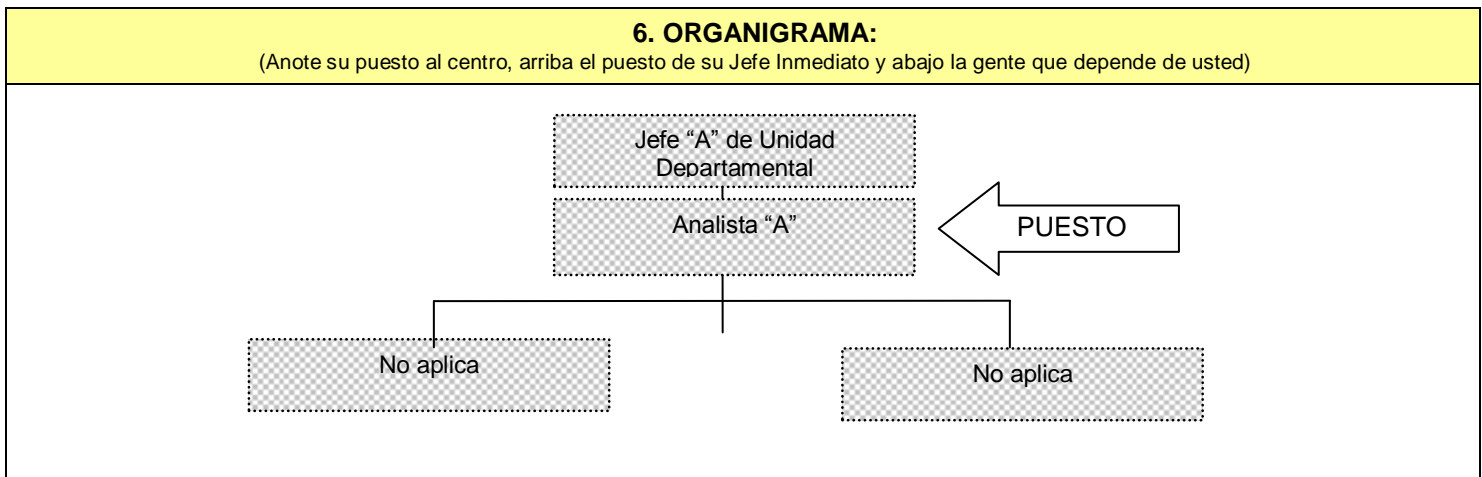 6. ORGANIGRAMA:
(Anote su puesto al centro, arriba el puesto de su Jefe Inmediato y abajo la gente que depende de usted)
Jefe “A” de Unidad
Departamental
Analista “A”
PUESTO
No aplica
No aplica